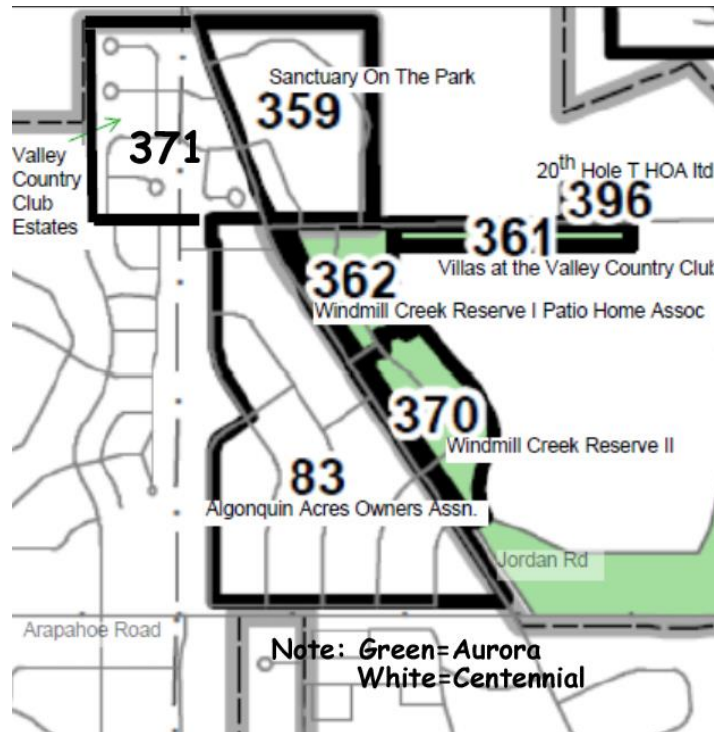 Sanctuary On The Park
359
371
Valley
Country
Club
Estates
20th Hole T HOA ltd
396
361
Villas at the Valley Country Club
362
Windmill Creek Reserve I Patio Home Assoc
370
Windmill Creek Reserve II
83
Algonquin Acres Owners Assn.
Jordan Rd
Arapahoe Road
Note: Green=Aurora
White=Centennial